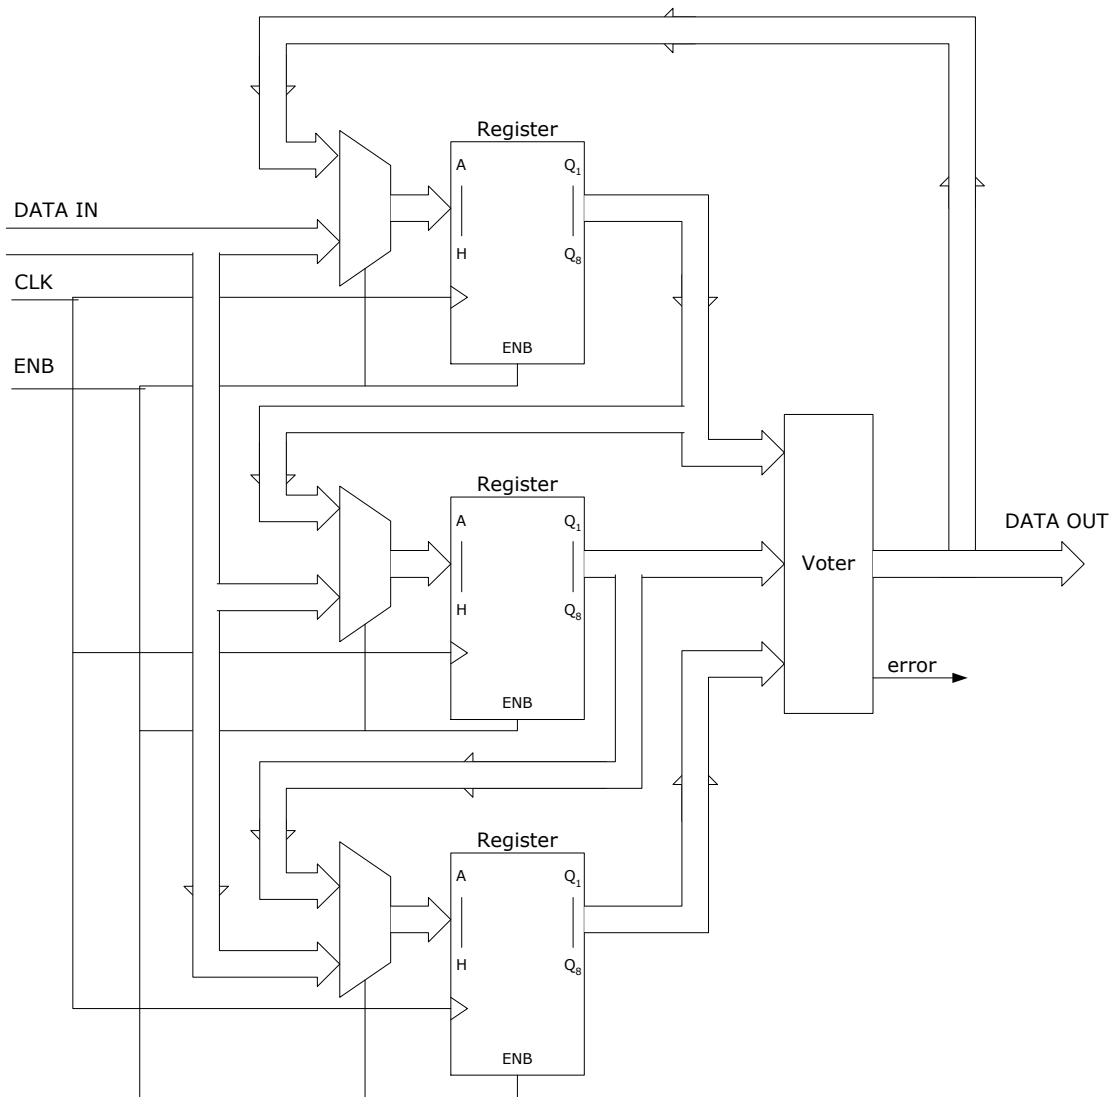 Register
A
Q1
DATA IN
H
Q8
CLK
ENB
ENB
Register
A
Q1
DATA OUT
Voter
H
Q8
error
ENB
Register
A
Q1
H
Q8
ENB